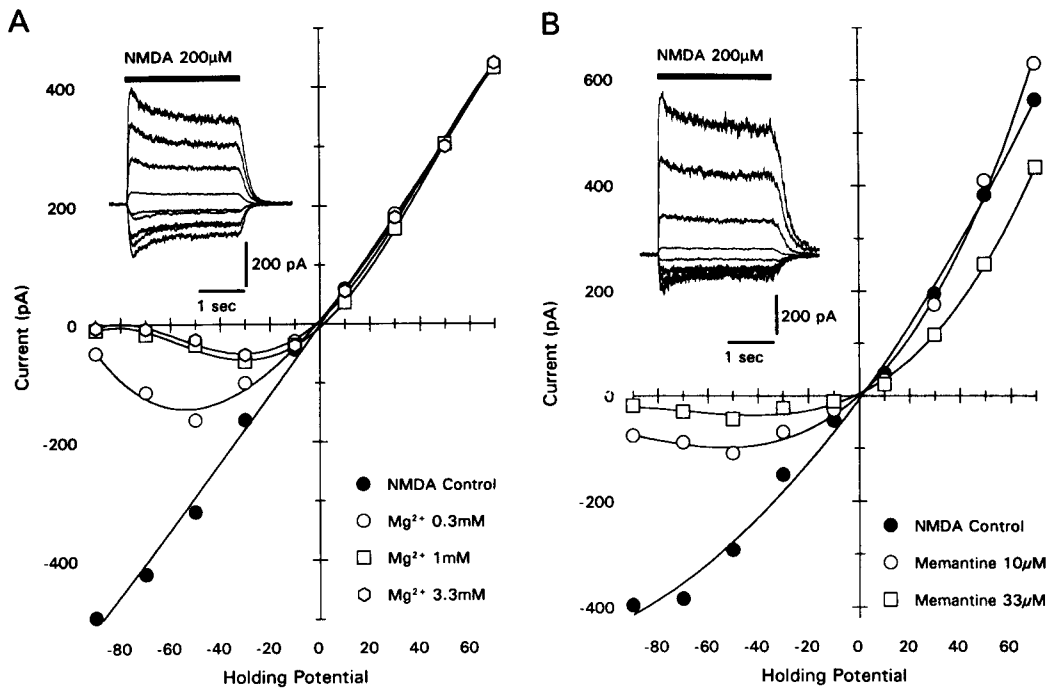 A
NMDA 200μM
400
200
0
-200
-400
Current (pA)
200 pA
1 sec
NMDA Control
Mg²⁺ 0.3mM
Mg²⁺ 1mM
Mg²⁺ 3.3mM
-80 -60 -40 -20 0 20 40 60
Holding Potential
B
NMDA 200μM
600
400
200
0
-200
-400
Current (pA)
200 pA
1 sec
NMDA Control
Memantine 10μM
Memantine 33μM
-80 -60 -40 -20 0 20 40 60
Holding Potential